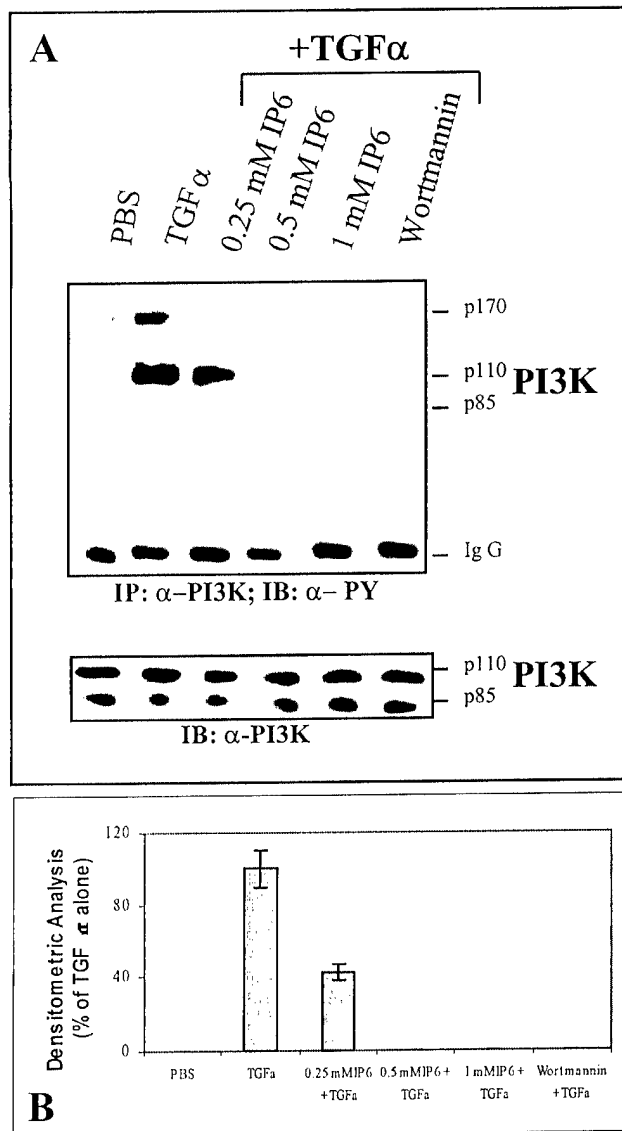 A
+TGFα
PBS
TGFα
0.25 mM IP6
0.5 mM IP6
1 mM IP6
Wortmannin
p170
p110 PI3K
p85
Ig G
IP: α–PI3K; IB: α– PY
p110 PI3K
p85
IB: α-PI3K
Densitometric Analysis
(% of TGF α alone)
120
80
40
0
PBS
TGFa
0.25 mMIP6
+TGFa
0.5 mMIP6 +
TGFa
1 mMIP6 +
TGFa
Wortmannin
+TGFa
B